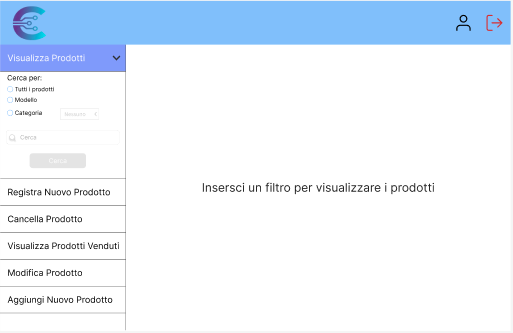 Visualizza Prodotti
Cerca per:
Tutti i prodotti
Modello
Categoria
Nessuno
Cerca
Cerca
Registra Nuovo Prodotto
Cancella Prodotto
Visualizza Prodotti Venduti
Modifica Prodotto
Aggiungi Nuovo Prodotto
Insersci un filtro per visualizzare i prodotti